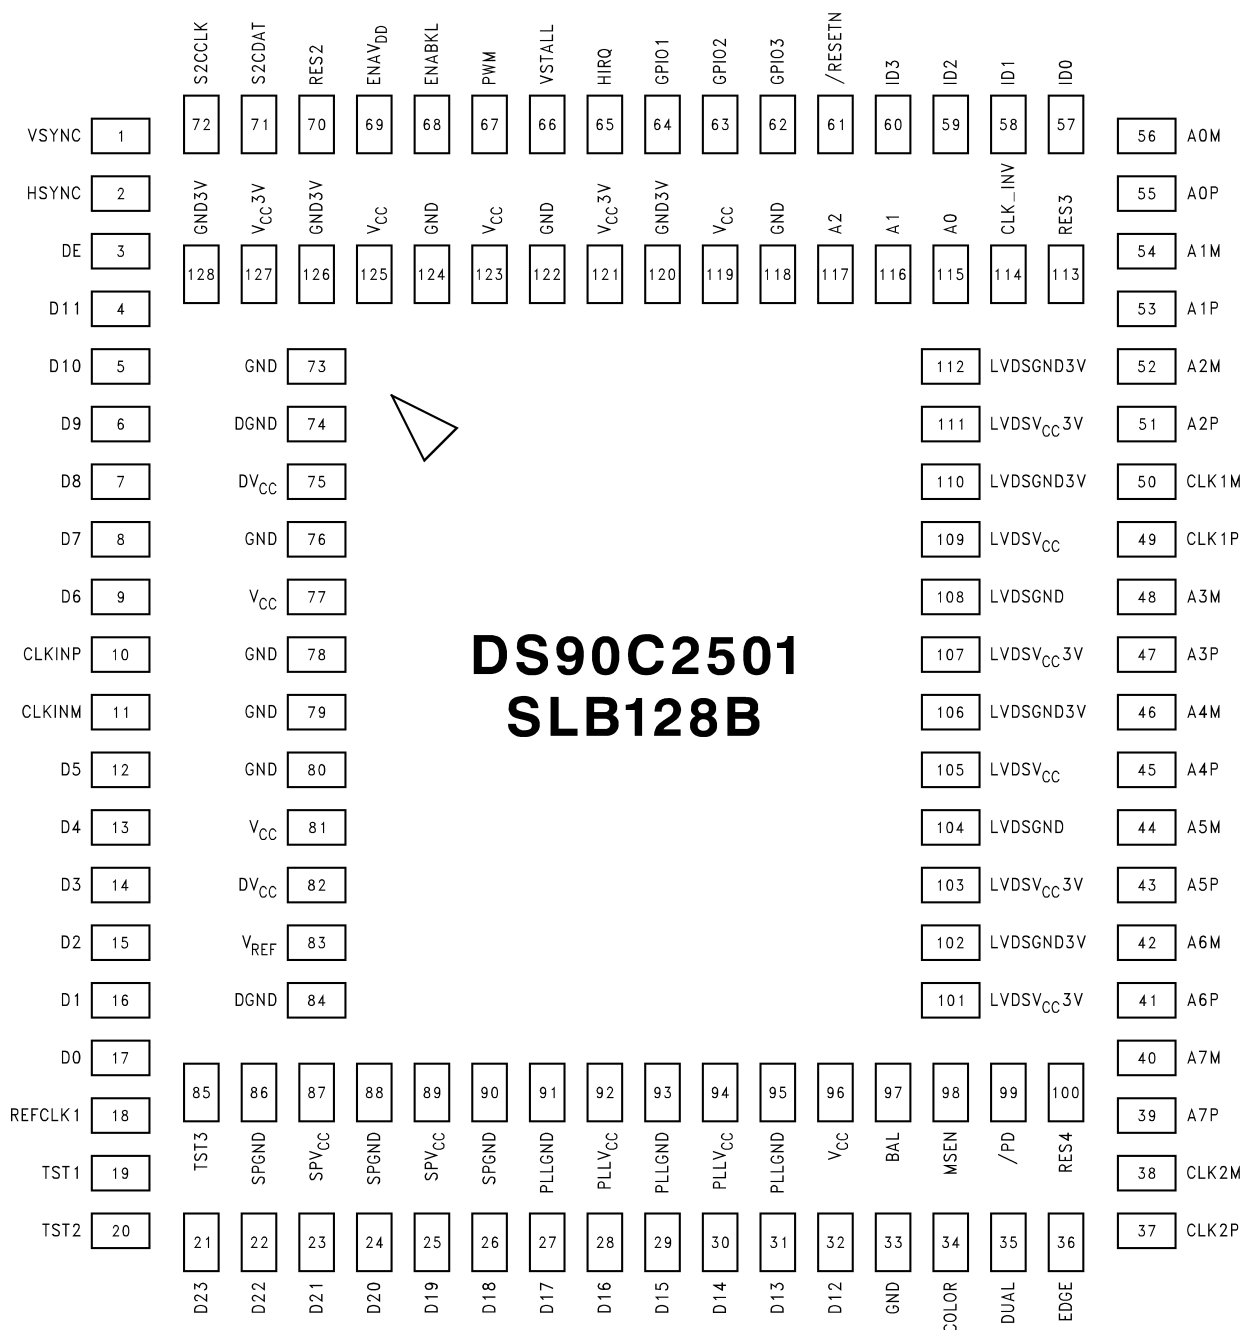 S2CCLK S2CDAT RES2 ENAVDD ENABKL PWM VSTALL HIRQ GPIO1 GPIO2 GPIO3 /RESETN ID3 ID2 ID1 ID0
72 71 70 69 68 67 66 65 64 63 62 61 60 59 58 57
VSYNC 1 56 A0M
HSYNC 2 55 A0P
GND3V VCC3V GND3V VCC GND VCC GND VCC3V GND3V VCC GND A2 A1 A0 CLK_INV RES3
DE 3 54 A1M
128 127 126 125 124 123 122 121 120 119 118 117 116 115 114 113
D11 4 53 A1P
D10 5 GND 73 112 LVDSGND3V 52 A2M
D9 6 DGND 74 111 LVDSVCC3V 51 A2P
D8 7 DVCC 75 110 LVDSGND3V 50 CLK1M
D7 8 GND 76 109 LVDSVCC 49 CLK1P
D6 9 VCC 77 108 LVDSGND 48 A3M
CLKINP 10 GND 78 107 LVDSVCC3V 47 A3P
DS90C2501
SLB128B
CLKINM 11 GND 79 106 LVDSGND3V 46 A4M
D5 12 GND 80 105 LVDSVCC 45 A4P
D4 13 VCC 81 104 LVDSGND 44 A5M
D3 14 DVCC 82 103 LVDSVCC3V 43 A5P
D2 15 VREF 83 102 LVDSGND3V 42 A6M
D1 16 DGND 84 101 LVDSVCC3V 41 A6P
D0 17 40 A7M
85 86 87 88 89 90 91 92 93 94 95 96 97 98 99 100
REFCLK1 18 39 A7P
TST3 SPGND SPVCC SPGND SPVCC SPGND PLLGND PLLVCC PLLGND PLLVCC PLLGND VCC BAL MSEN /PD RES4
TST1 19 38 CLK2M
TST2 20 37 CLK2P
21 22 23 24 25 26 27 28 29 30 31 32 33 34 35 36
D23 D22 D21 D20 D19 D18 D17 D16 D15 D14 D13 D12 GND COLOR DUAL EDGE